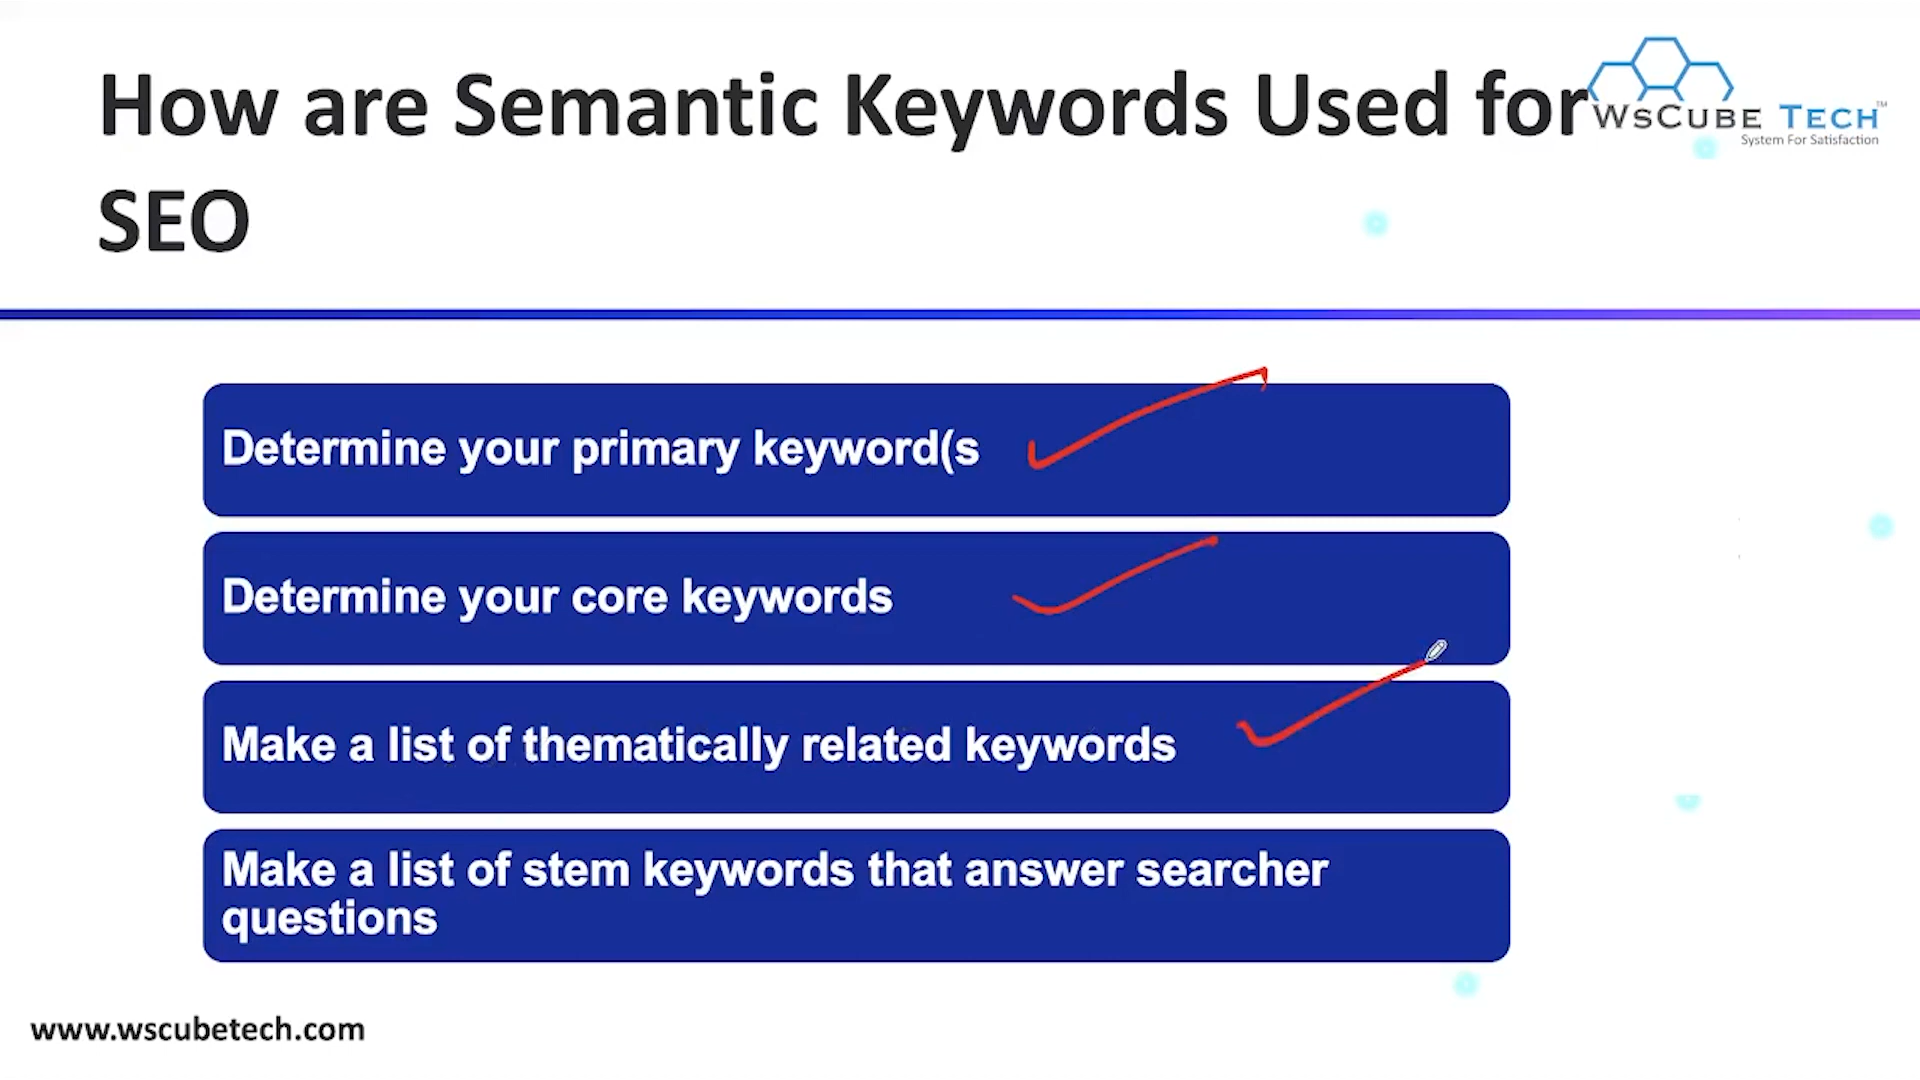 How are Semantic Keywords Used for
SEO
WsCube Tech™
System For Satisfaction
Determine your primary keyword(s
Determine your core keywords
Make a list of thematically related keywords
Make a list of stem keywords that answer searcher
questions
www.wscubetech.com